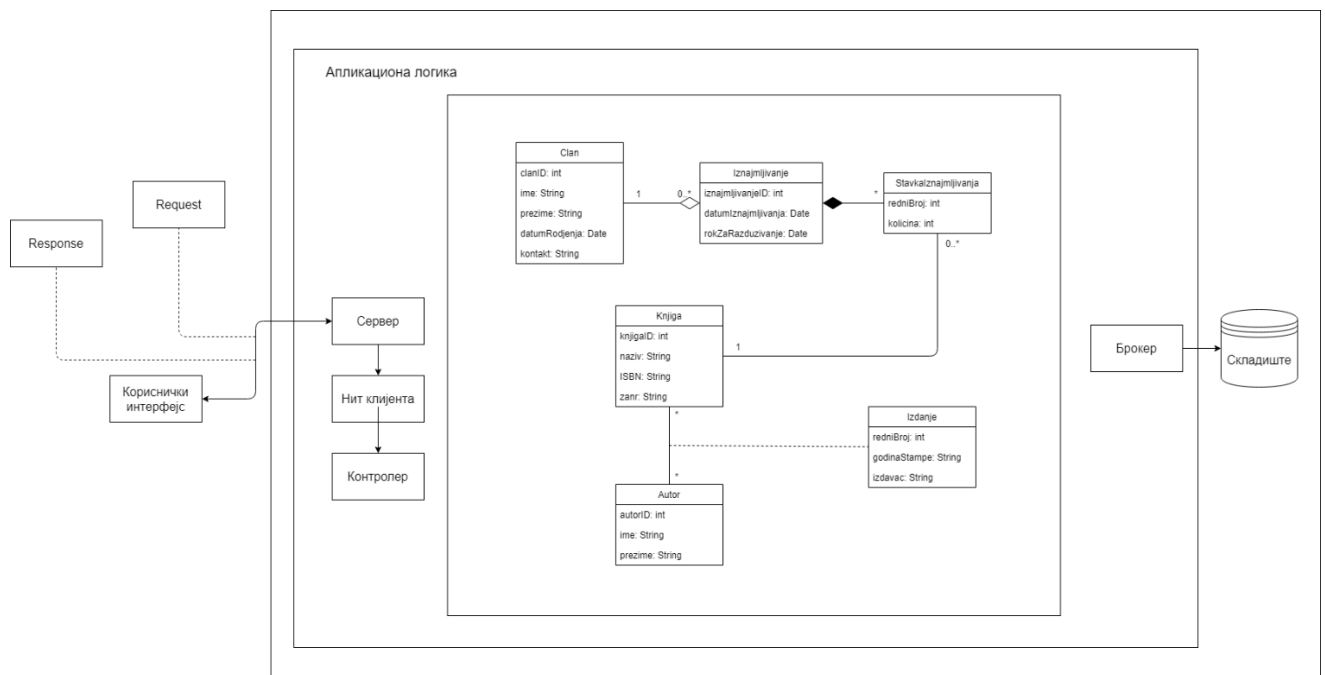 Апликациона логика
Clan
clanID: int
ime: String
prezime: String
datumRodjenja: Date
kontakt: String
1
0..*
Iznajmljivanje
iznajmljivanjeID: int
datumIznajmljivanja: Date
rokZaRazduzivanje: Date
*
StavkaIznajmljivanja
redniBroj: int
kolicina: int
0..*
Request
Response
Сервер
Нит клијента
Контролер
Кориснички
интерфејс
Knjiga
knjigaID: int
naziv: String
ISBN: String
zanr: String
1
*
*
Izdanje
redniBroj: int
godinaStampe: String
izdavac: String
Autor
autorID: int
ime: String
prezime: String
Брокер
Складиште